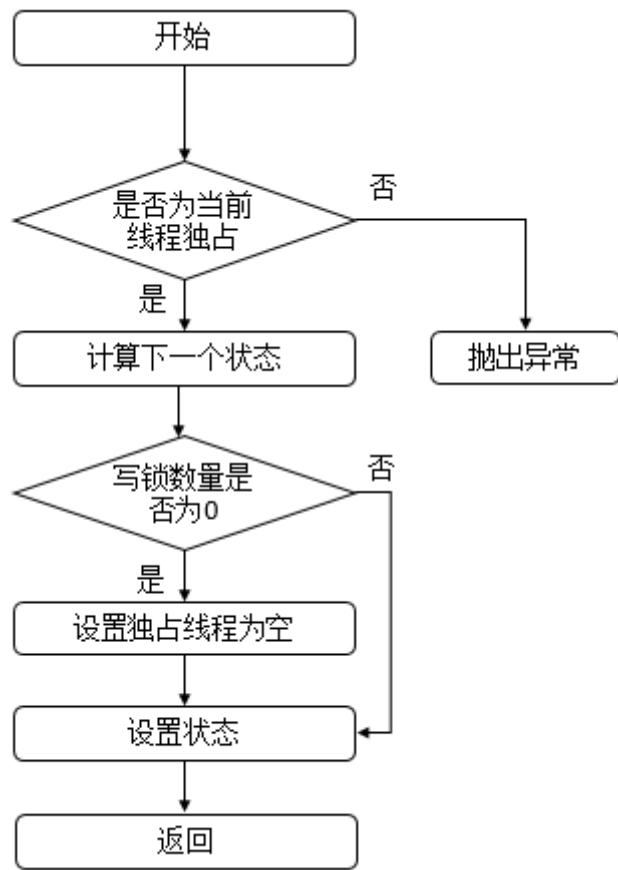 开始
是否为当前
线程独占
否
是
计算下一个状态
抛出异常
写锁数量是
否为0
否
是
设置独占线程为空
设置状态
返回